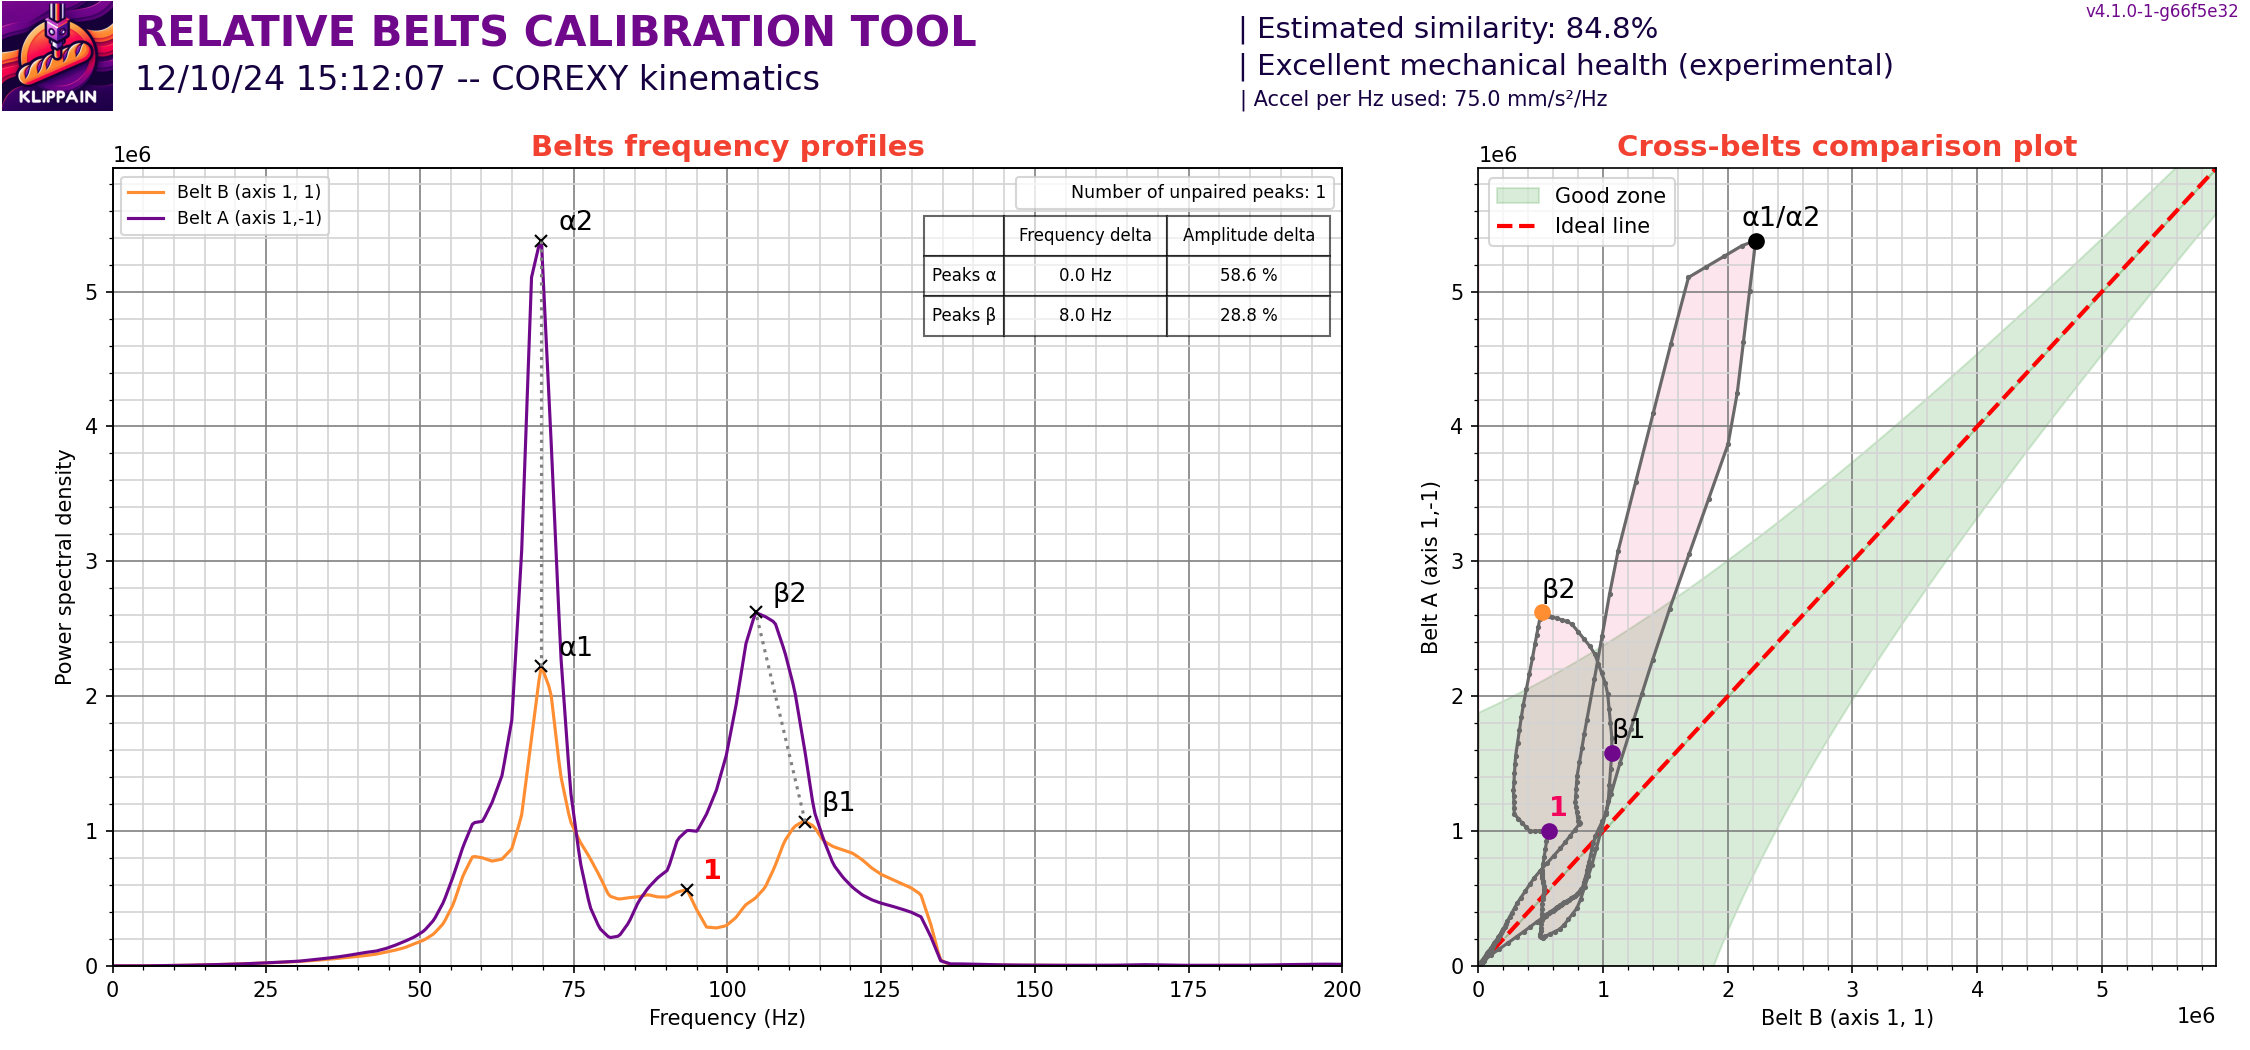 KLIPPAIN
RELATIVE BELTS CALIBRATION TOOL
12/10/24 15:12:07 -- COREXY kinematics
| Estimated similarity: 84.8%
| Excellent mechanical health (experimental)
| Accel per Hz used: 75.0 mm/s²/Hz
v4.1.0-1-g66f5e32
Belts frequency profiles
1e6
Belt B (axis 1, 1)
Belt A (axis 1,-1)
Number of unpaired peaks: 1
Frequency delta Amplitude delta
Peaks α 0.0 Hz 58.6 %
Peaks β 8.0 Hz 28.8 %
α2
α1
β2
β1
1
5
4
3
2
1
0
Power spectral density
0 25 50 75 100 125 150 175 200
Frequency (Hz)
Cross-belts comparison plot
1e6
Good zone
Ideal line
α1/α2
β2
β1
1
5
4
3
2
1
0
Belt A (axis 1,-1)
0 1 2 3 4 5
Belt B (axis 1, 1)
1e6